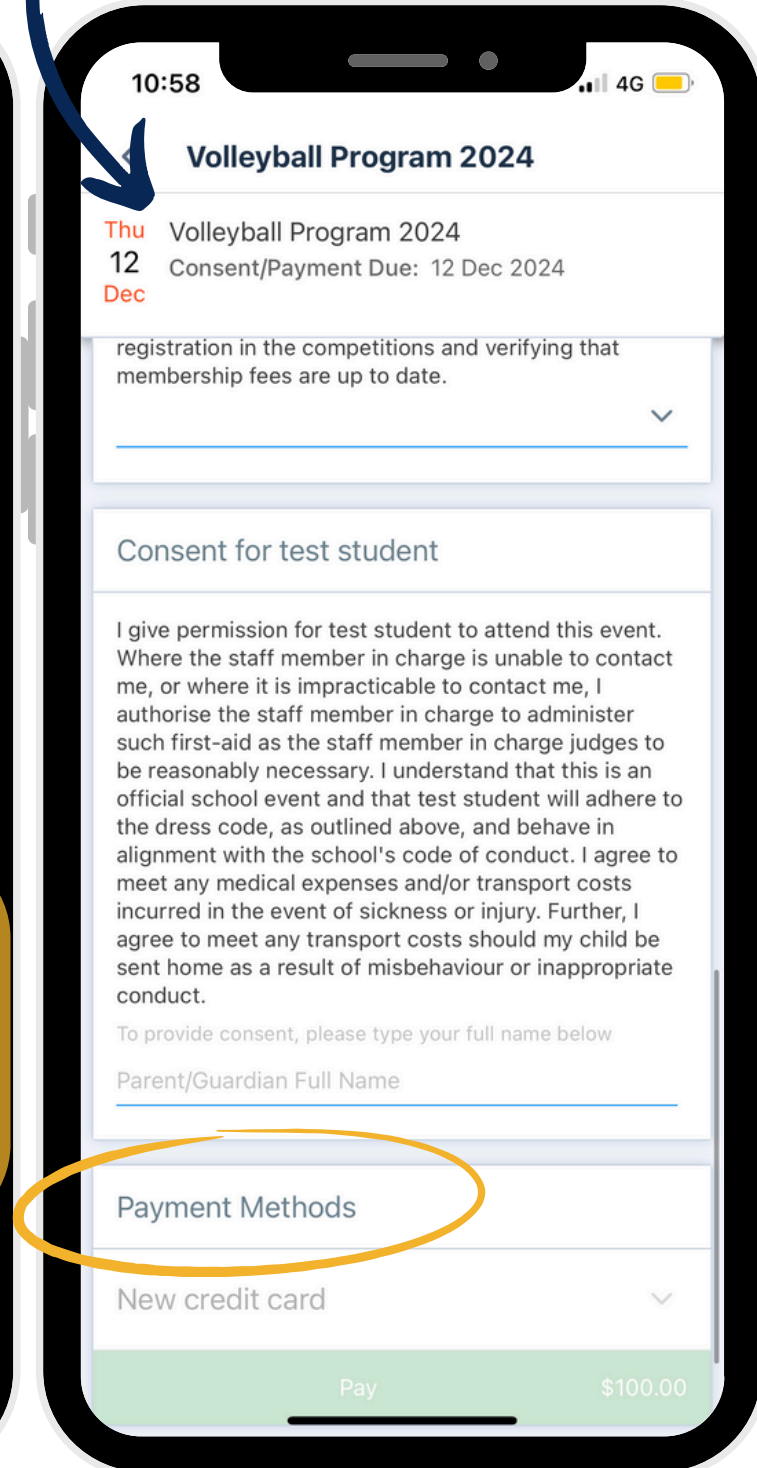 10:58
4G
Volleyball Program 2024
Thu
12
Dec
Volleyball Program 2024
Consent/Payment Due: 12 Dec 2024
registration in the competitions and verifying that
membership fees are up to date.
Consent for test student
I give permission for test student to attend this event.
Where the staff member in charge is unable to contact
me, or where it is impracticable to contact me, I
authorise the staff member in charge to administer
such first-aid as the staff member in charge judges to
be reasonably necessary. I understand that this is an
official school event and that test student will adhere to
the dress code, as outlined above, and behave in
alignment with the school's code of conduct. I agree to
meet any medical expenses and/or transport costs
incurred in the event of sickness or injury. Further, I
agree to meet any transport costs should my child be
sent home as a result of misbehaviour or inappropriate
conduct.
To provide consent, please type your full name below
Parent/Guardian Full Name
Payment Methods
New credit card
Pay $100.00